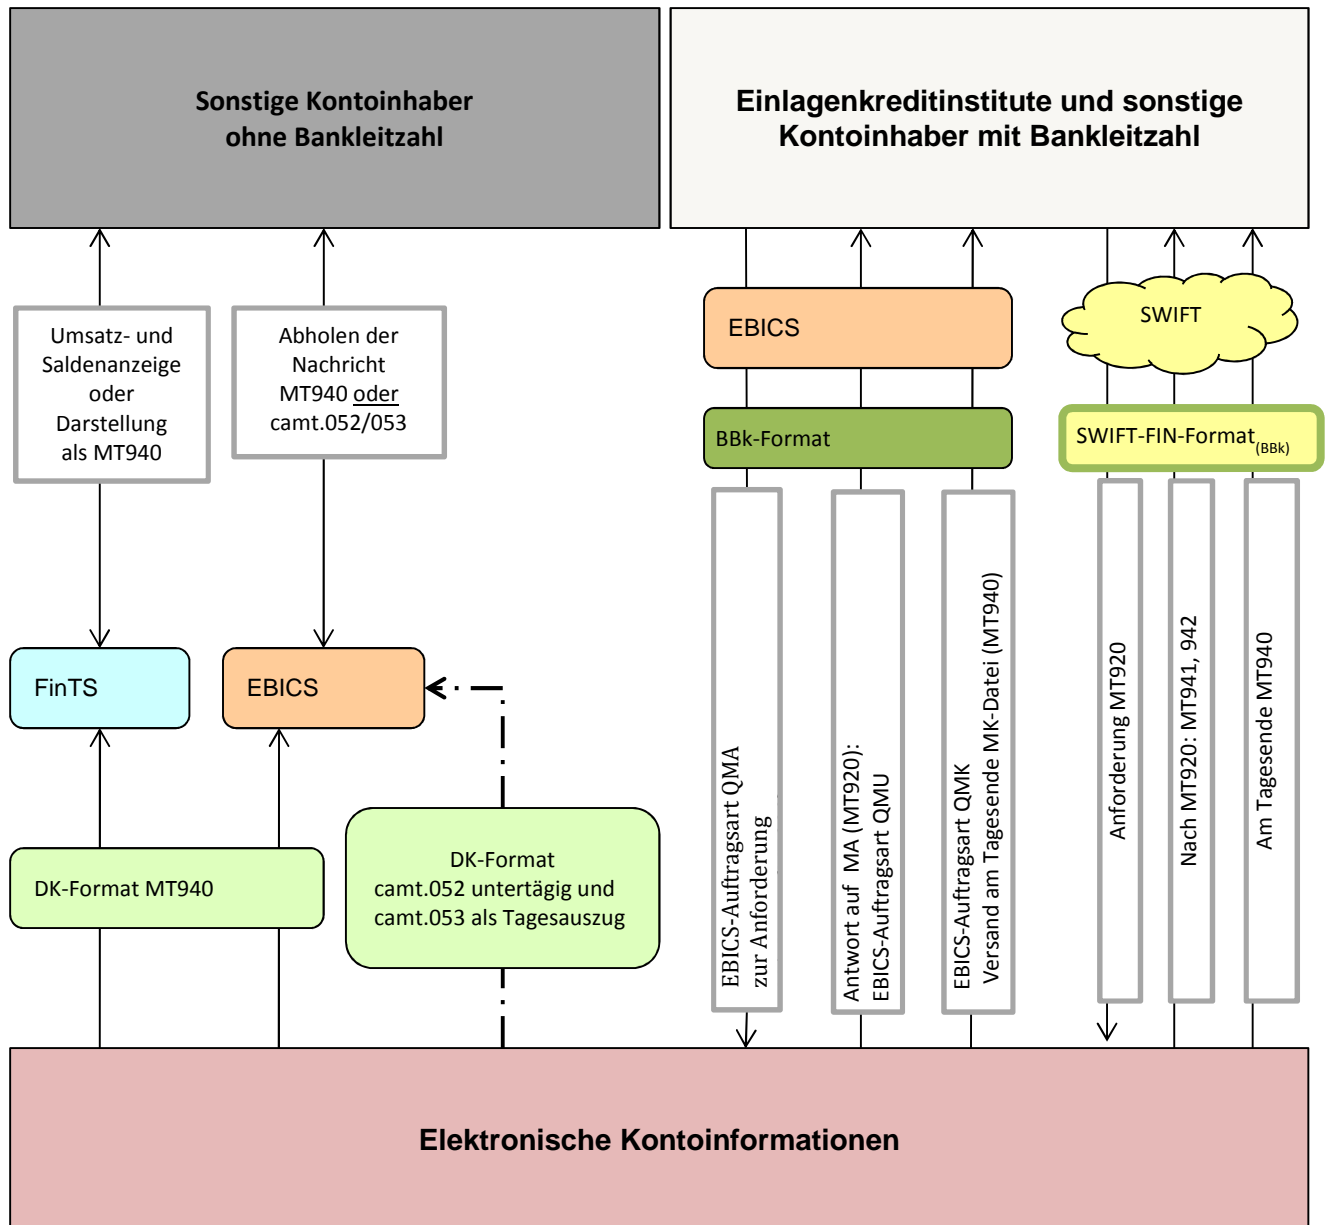 Sonstige Kontoinhaber
ohne Bankleitzahl
Einlagenkreditinstitute und sonstige
Kontoinhaber mit Bankleitzahl
Umsatz- und
Saldenanzeige
oder
Darstellung
als MT940
Abholen der
Nachricht
MT940 oder
camt.052/053
EBICS
SWIFT
BBk-Format
SWIFT-FIN-Format(BBk)
EBICS-Auftragsart QMA
zur Anforderung
Antwort auf MA (MT920):
EBICS-Auftragsart QMU
EBICS-Auftragsart QMK
Versand am Tagesende MK-Datei (MT940)
Anforderung MT920
Nach MT920: MT941, 942
Am Tagesende MT940
FinTS
EBICS
DK-Format MT940
DK-Format
camt.052 untertägig und
camt.053 als Tagesauszug
Elektronische Kontoinformationen